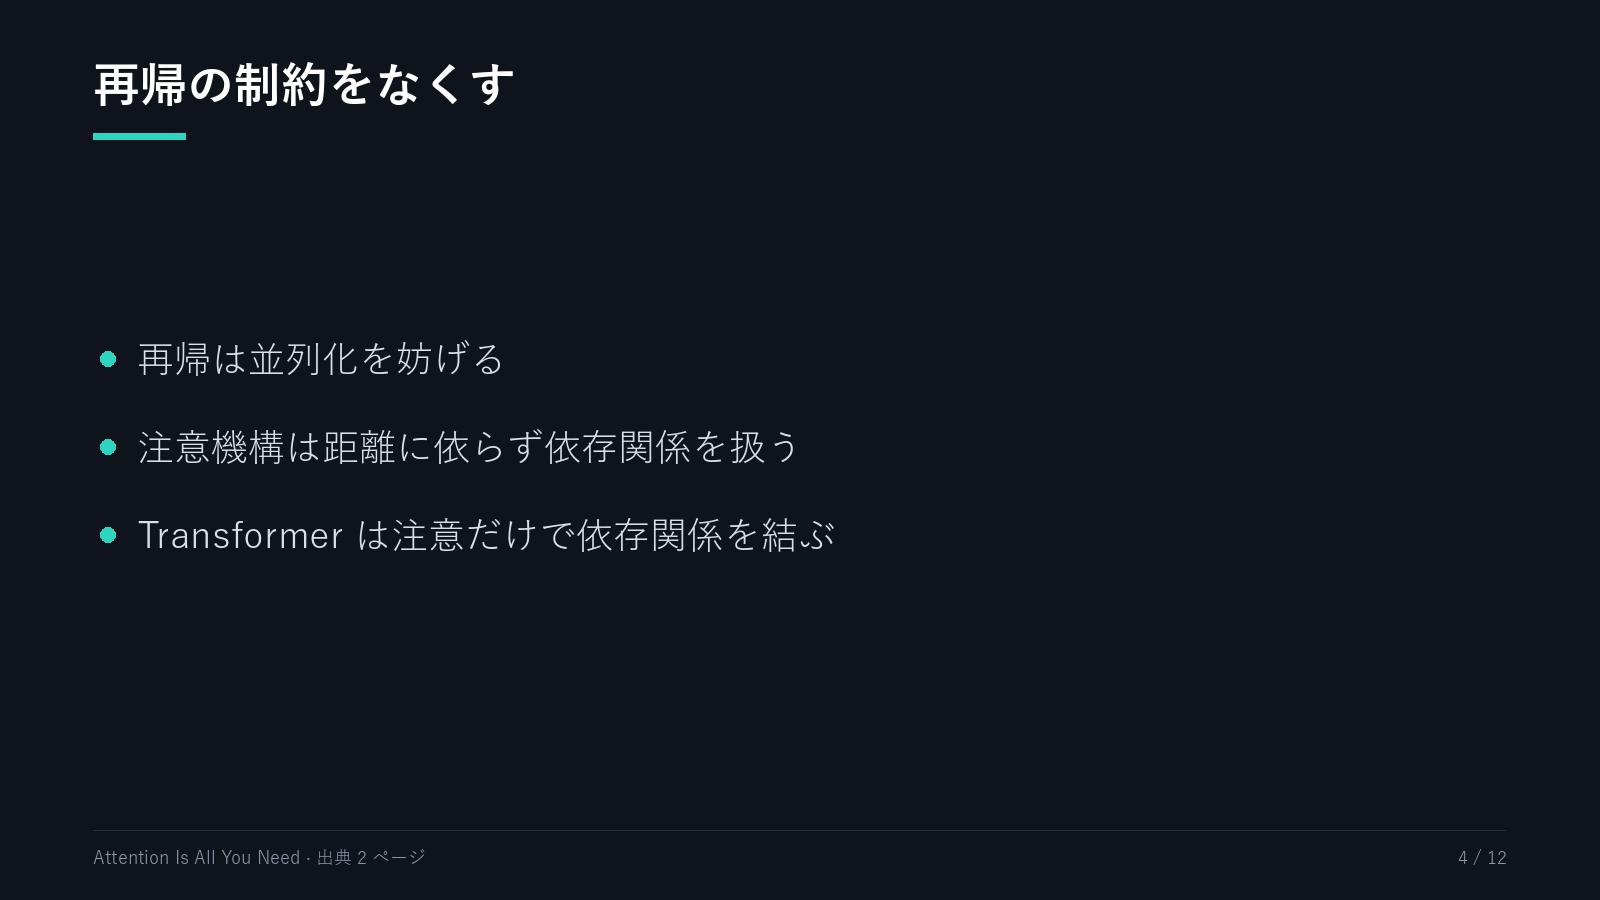 再帰の制約をなくす
再帰は並列化を妨げる
注意機構は距離に依らず依存関係を扱う
Transformer は注意だけで依存関係を結ぶ
Attention Is All You Need · 出典 2 ページ
4 / 12